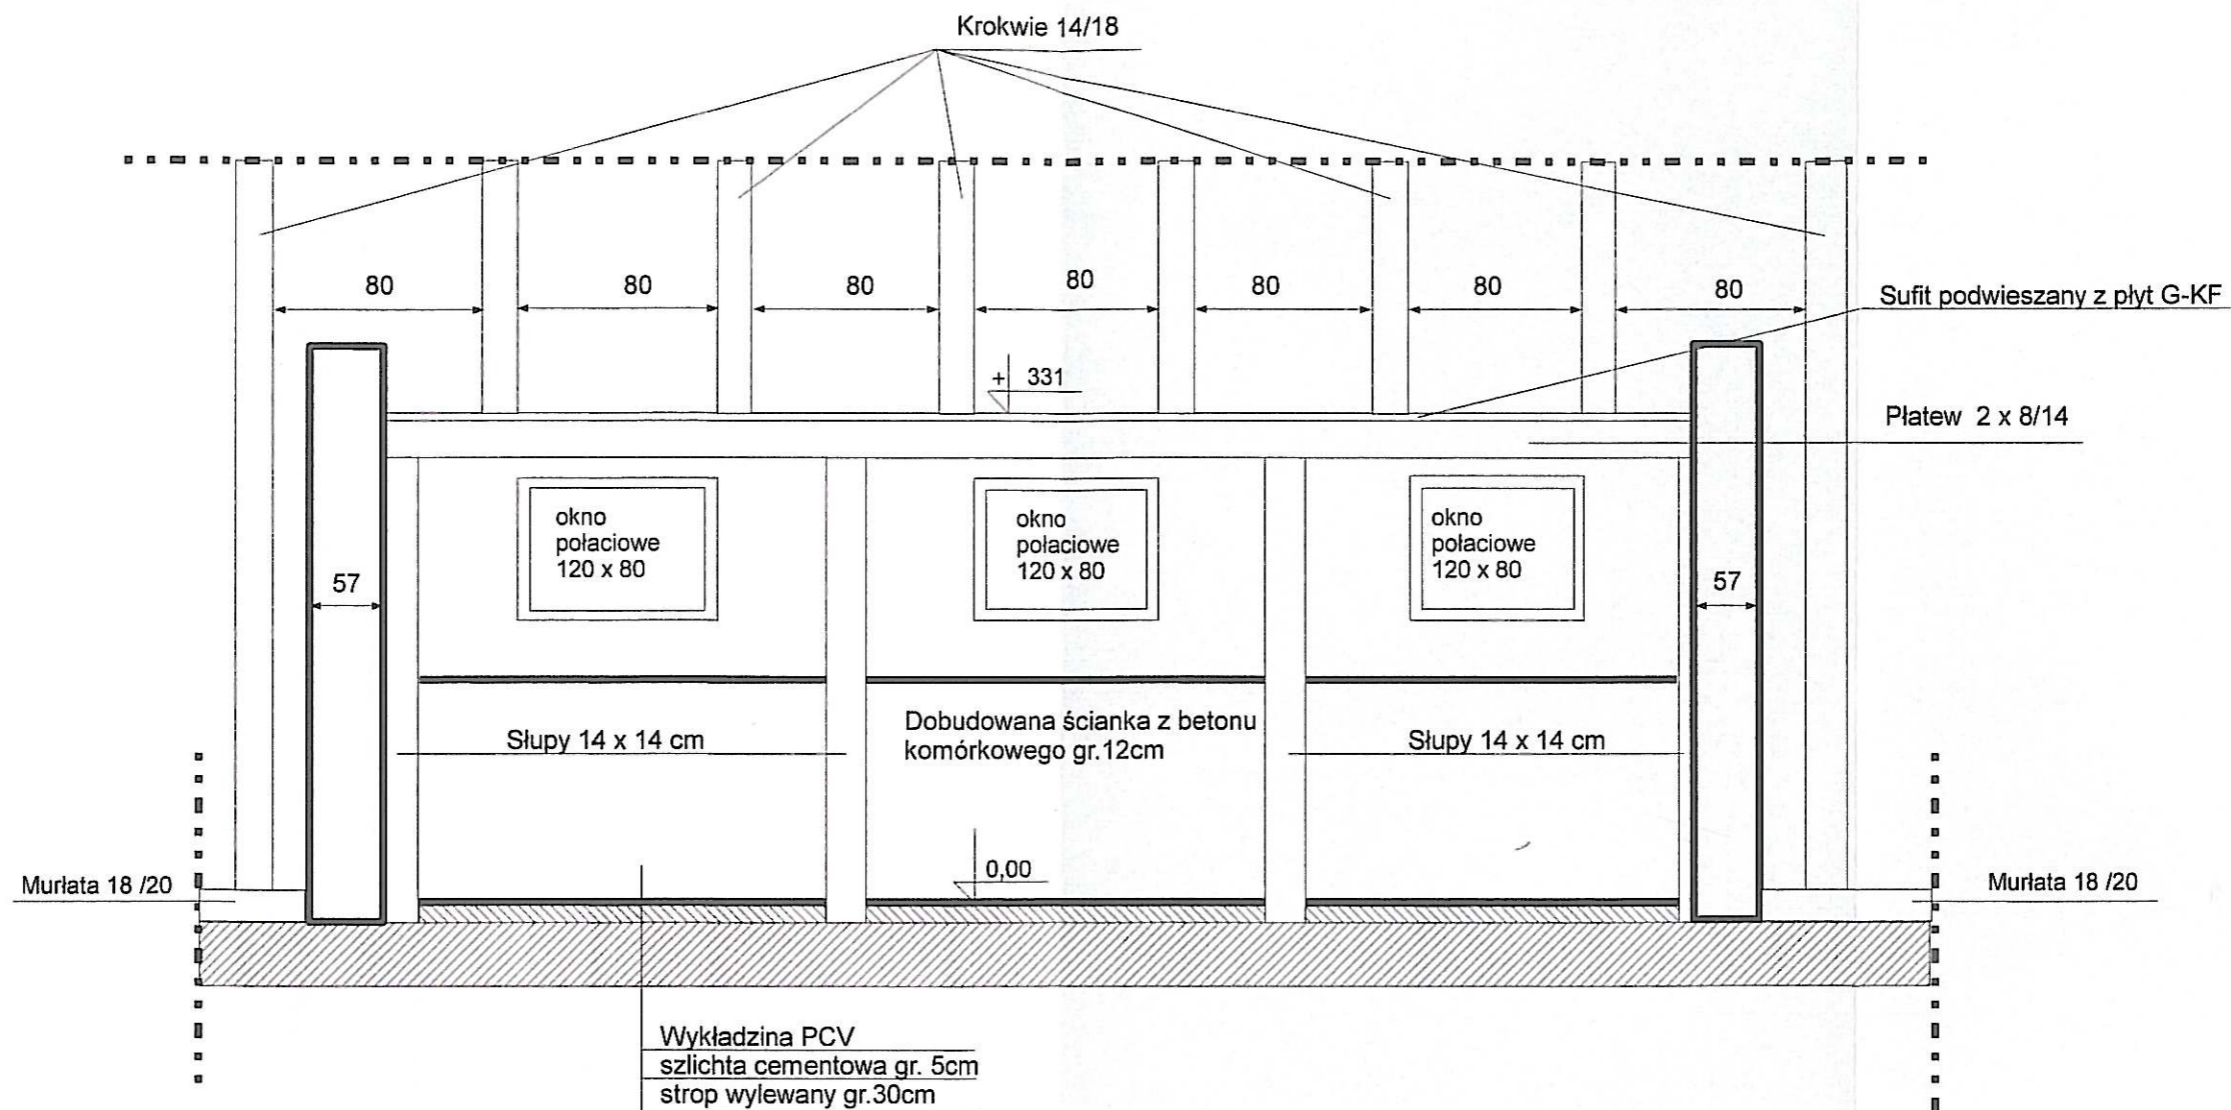 Krokwie 14/18
80
80
80
80
80
80
80
Sufit podwieszany z płyt G-KF
+ 331
Płatew 2 x 8/14
okno
połaciowe
120 x 80
okno
połaciowe
120 x 80
okno
połaciowe
120 x 80
57
57
Słupy 14 x 14 cm
Dobudowana ścianka z betonu
komórkowego gr.12cm
Słupy 14 x 14 cm
0,00
Murłata 18 /20
Murłata 18 /20
Wykładzina PCV
szlichta cementowa gr. 5cm
strop wylewany gr.30cm